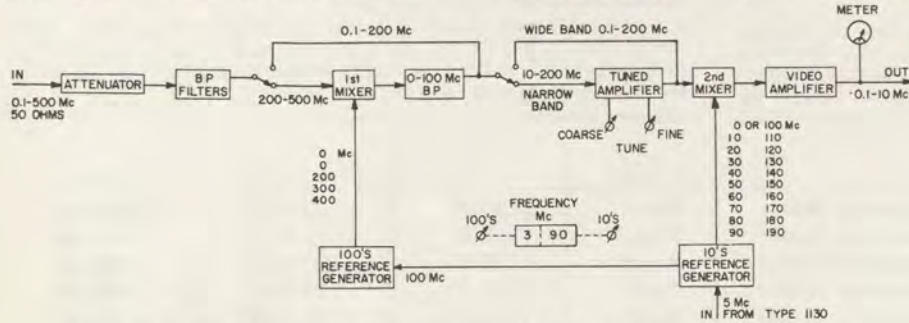 METER
0.1-200 Mc
WIDE BAND 0.1-200 Mc
IN
0.1-500 Mc
50 OHMS
ATTENUATOR
BP
FILTERS
200-500 Mc
1st
MIXER
0-100 Mc
BP
10-200 Mc
NARROW
BAND
TUNED
AMPLIFIER
COARSE
FINE
TUNE
2nd
MIXER
VIDEO
AMPLIFIER
OUT
0.1-10 Mc
0 Mc
0
200
300
400
0 OR 100 Mc
10 110
20 120
30 130
40 140
50 150
60 160
70 170
80 180
90 190
FREQUENCY
Mc
100'S
3 90
10'S
100'S
REFERENCE
GENERATOR
100 Mc
10'S
REFERENCE
GENERATOR
5 Mc
IN FROM TYPE 1130